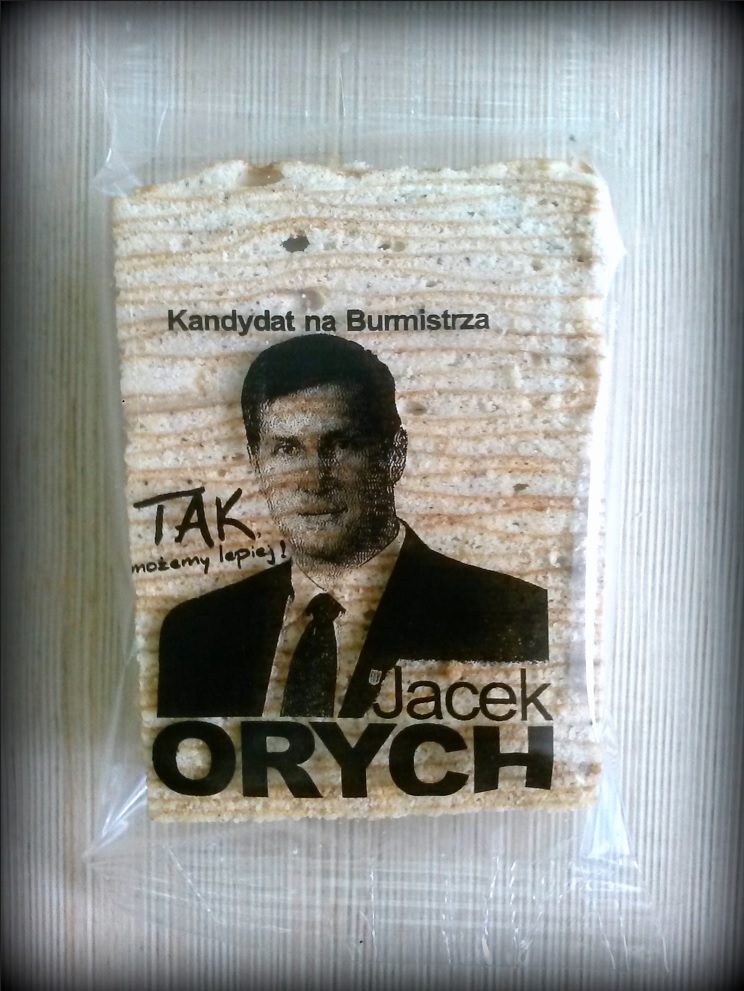 Kandydat na Burmistrza
TAK,
możemy lepiej!
Jacek
ORYCH